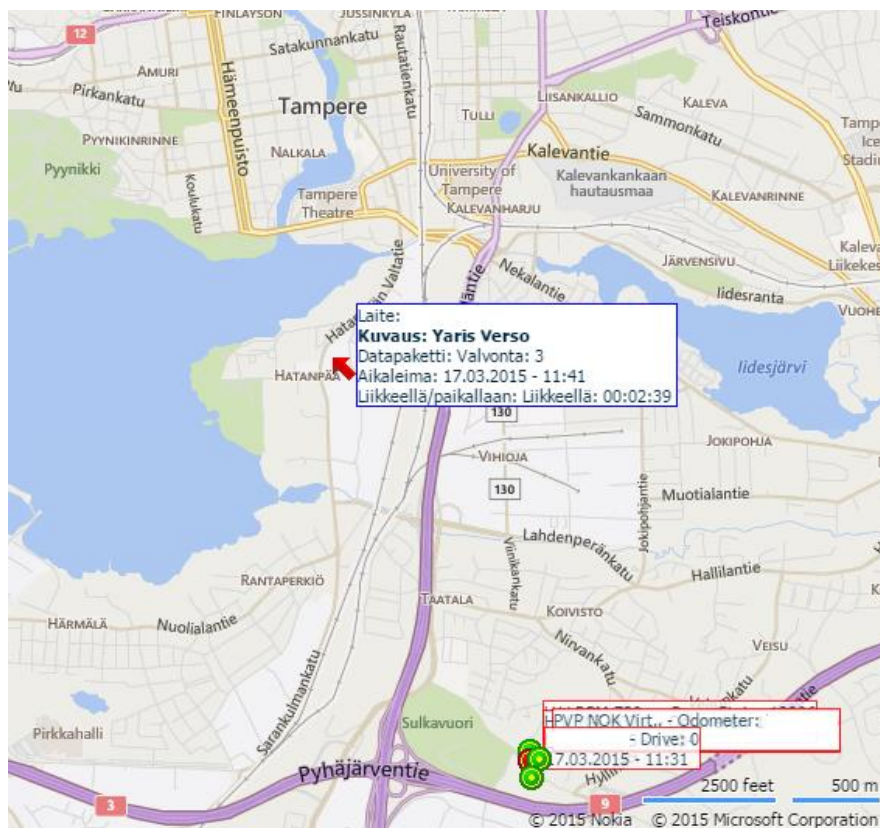 FINLAYSON
JUSSINKYLÄ
Teiskontie
12
Satakunnankatu
Rautatienkatu
AMURI
Hämeenpuisto
Pirkankatu
Tampere
TULLI
LIISANKALLIO
KALEVA
Sammonkatu
PYYNIKINRINNE
NALKALA
Kalevantie
Pyynikki
Koulukatu
University of
Tampere
Kalevankankaan
hautausmaa
Tampere
Theatre
KALEVANHARJU
KALEVANRINNE
Nekalantie
JÄRVENSIVU
Iidesranta
Laite:
Kuvaus: Yaris Verso
Datapaketti: Valvonta: 3
Aikaleima: 17.03.2015 - 11:41
Liikkeellä/paikallaan: Liikkeellä: 00:02:39
HATANPÄÄ
Iidesjärvi
130
VIHIOJA
JOKIPOHJA
130
Muotialantie
Jokipohjantie
Lahdenperänkatu
Viinikankatu
Hallilantie
RANTAPERKIÖ
TAATALA
KOIVISTO
HÄRMÄLÄ
Nuolialantie
Nirvankatu
VEISU
Sarankulmankatu
Pirkkahalli
Sulkavuori
HPVP NOK Virt.. - Odometer:
- Drive: 0
17.03.2015 - 11:31
Pyhäjärventie
3
9
2500 feet
500 m
© 2015 Nokia
© 2015 Microsoft Corporation